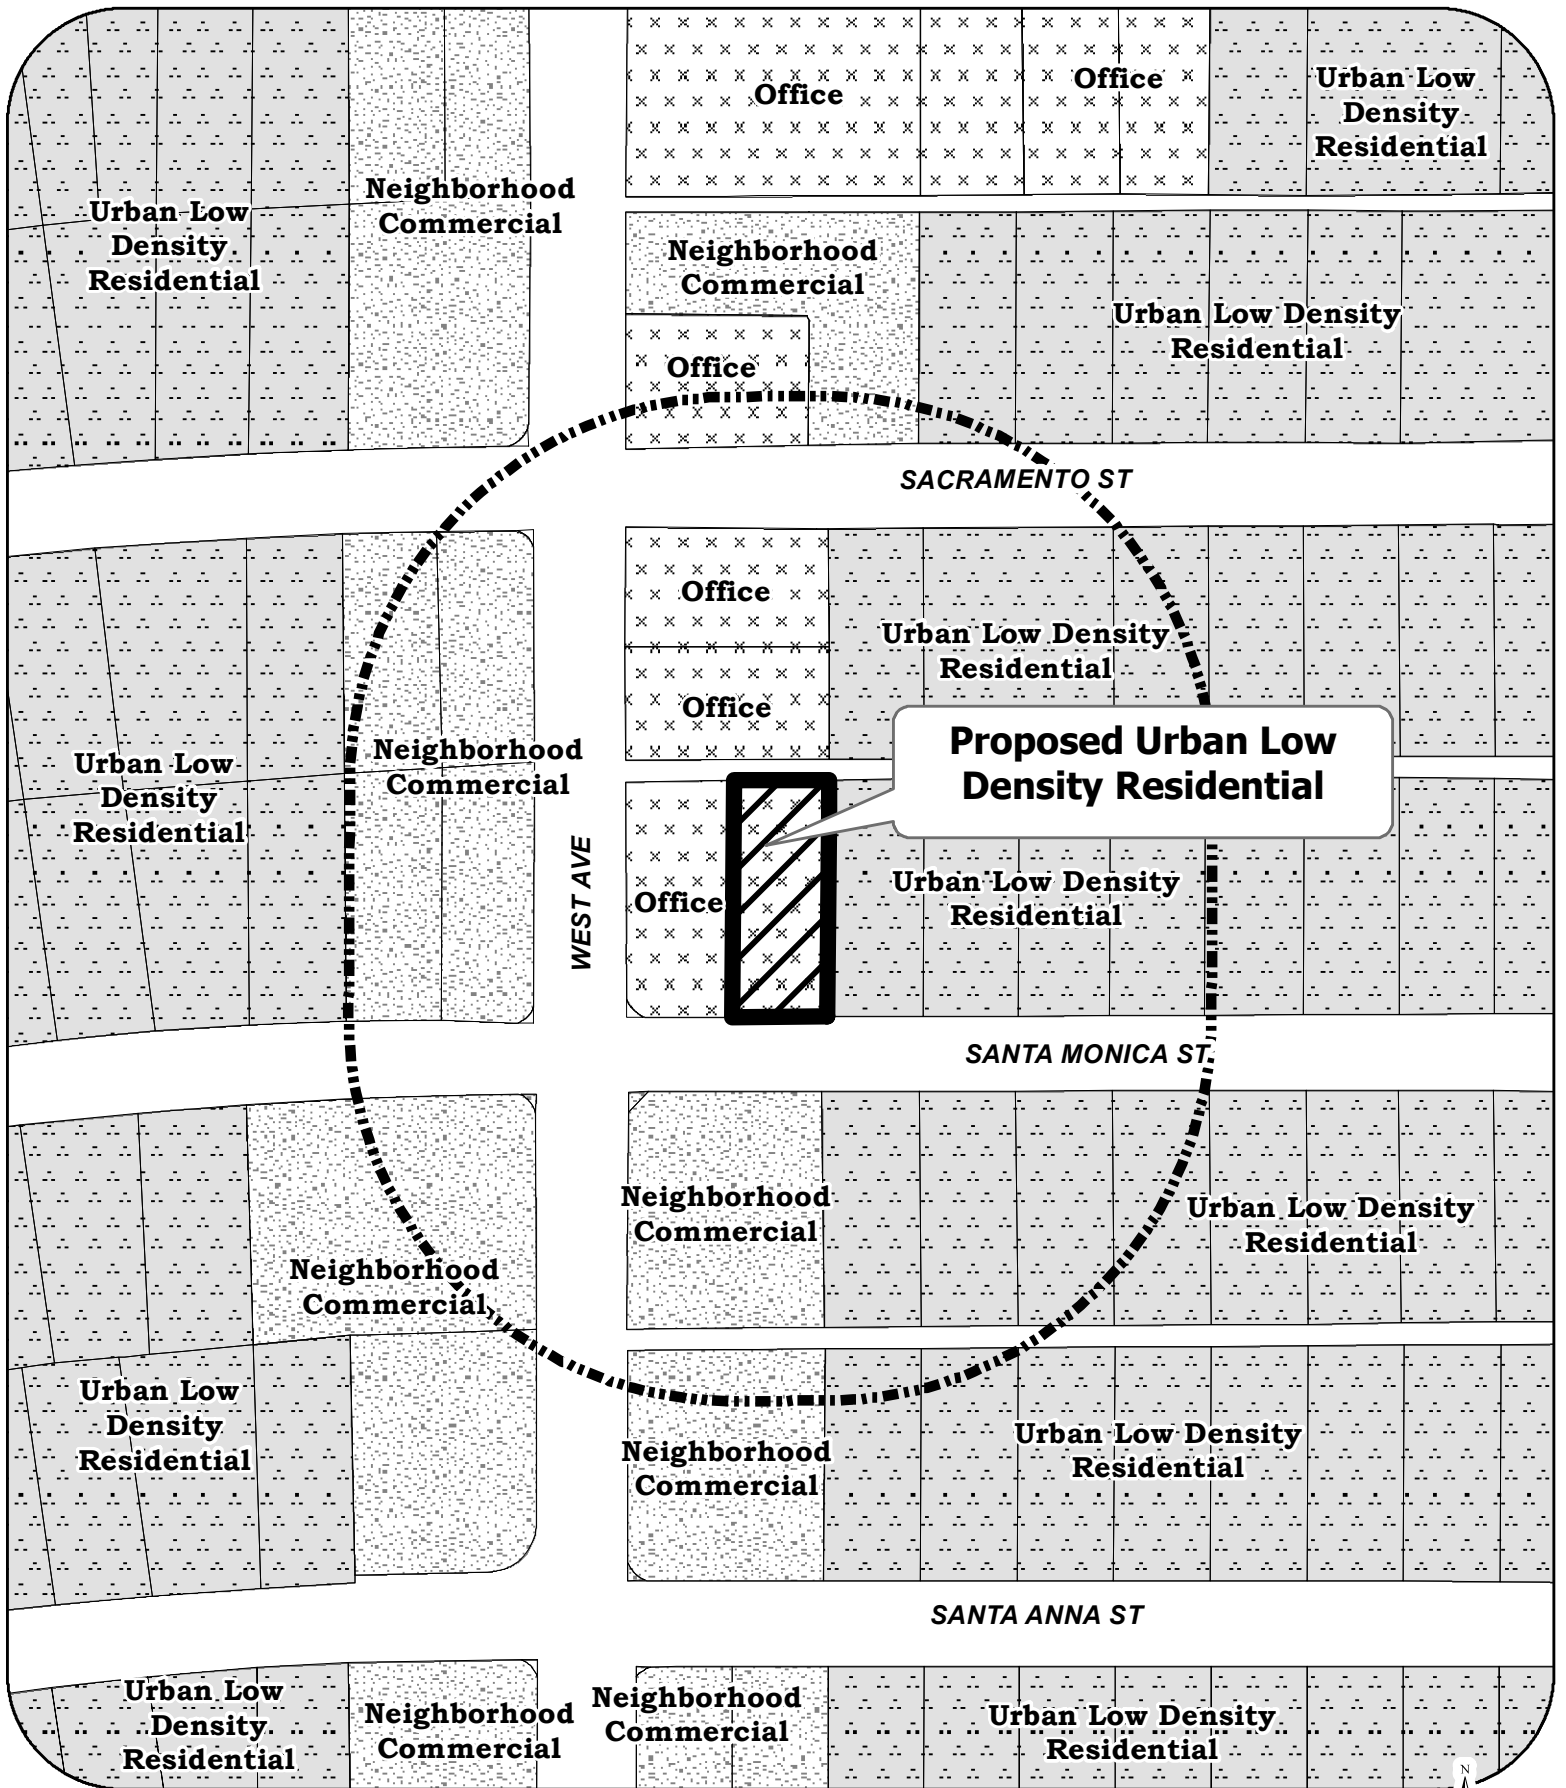 Office
Office
Urban Low
Density
Residential
Neighborhood
Commercial
Urban Low
Density
Residential
Neighborhood
Commercial
Urban Low Density
Residential
Office
SACRAMENTO ST
Office
Urban Low Density
Residential
Office
Proposed Urban Low
Density Residential
Neighborhood
Commercial
Urban Low
Density
Residential
WEST AVE
Office
Urban Low Density
Residential
SANTA MONICA ST
Neighborhood
Commercial
Urban Low Density
Residential
Neighborhood
Commercial
Urban Low
Density
Residential
Neighborhood
Commercial
Urban Low Density
Residential
SANTA ANNA ST
Urban Low
Density
Residential
Neighborhood
Commercial
Neighborhood
Commercial
Urban Low Density
Residential
N